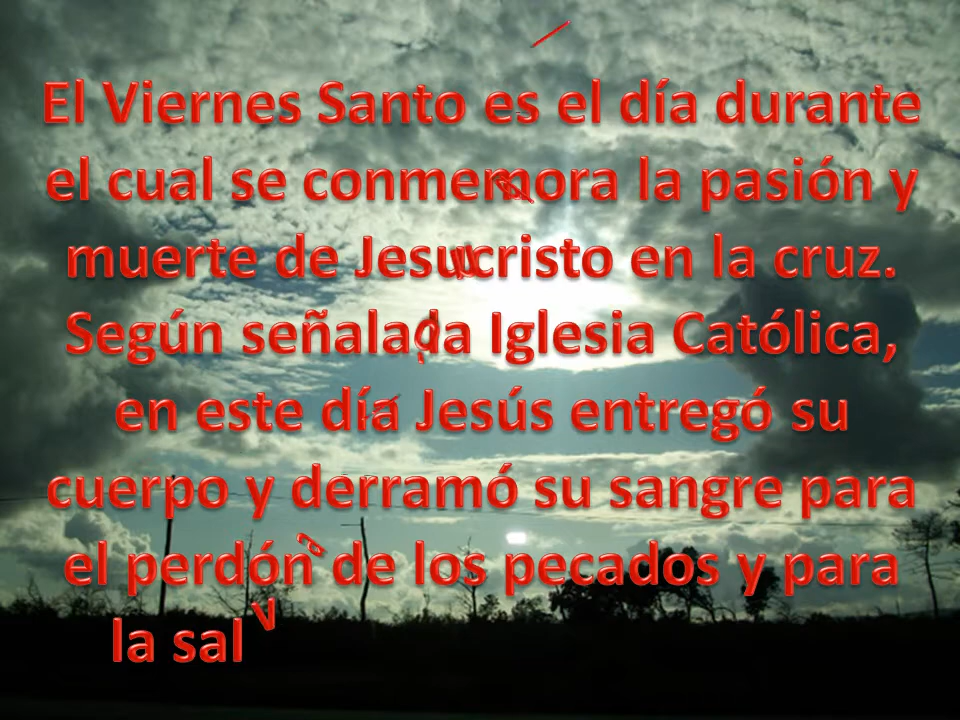 El Viernes Santo es el día durante
el cual se conmemora la pasión y
muerte de Jesucristo en la cruz.
Según señala la Iglesia Católica,
en este día Jesús entregó su
cuerpo y derramó su sangre para
el perdón de los pecados y para
la salv